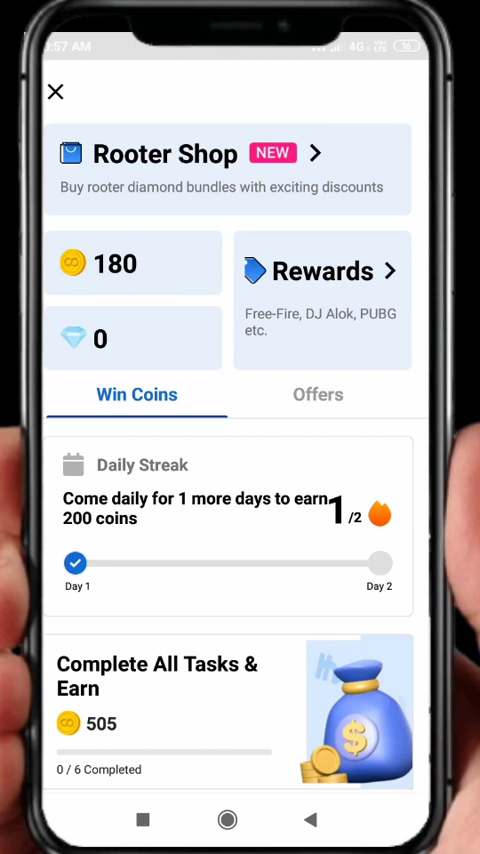 :57 AM
4G
16
Rooter Shop NEW
Buy rooter diamond bundles with exciting discounts
180
0
Rewards
Free-Fire, DJ Alok, PUBG
etc.
Win Coins
Offers
Daily Streak
Come daily for 1 more days to earn
200 coins
1/2
Day 1
Day 2
Complete All Tasks &
Earn
505
0 / 6 Completed